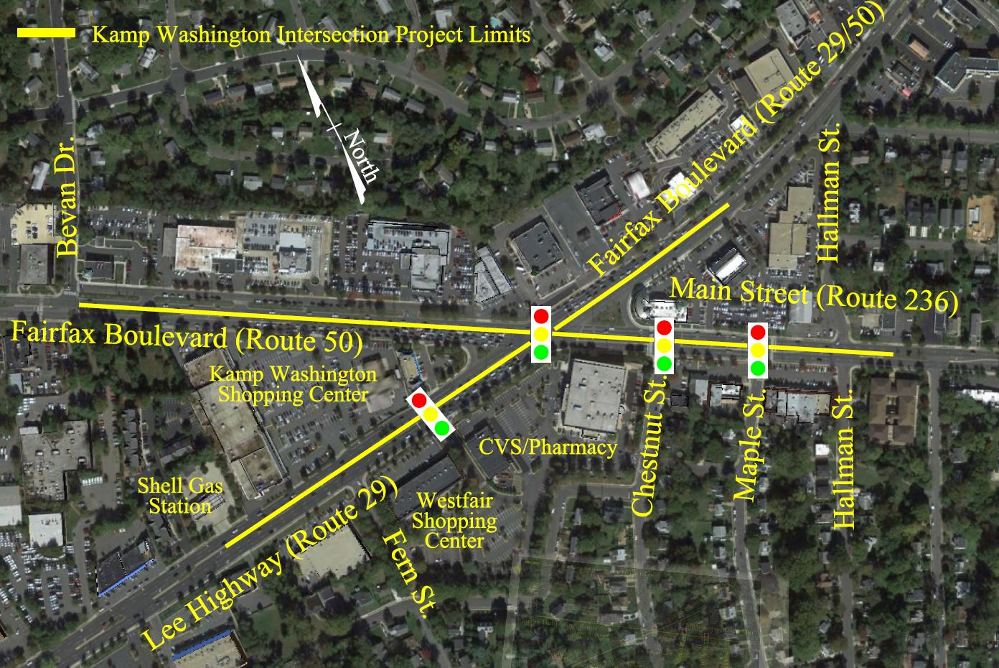 Kamp Washington Intersection Project Limits
North
Fairfax Boulevard (Route 29/50)
Bevan Dr.
Hallman St.
Main Street (Route 236)
Fairfax Boulevard (Route 50)
Kamp Washington
Shopping Center
CVS/Pharmacy
Chestnut St.
Maple St.
Hallman St.
Shell Gas
Station
Westfair
Shopping
Center
Lee Highway (Route 29)
Fern St.